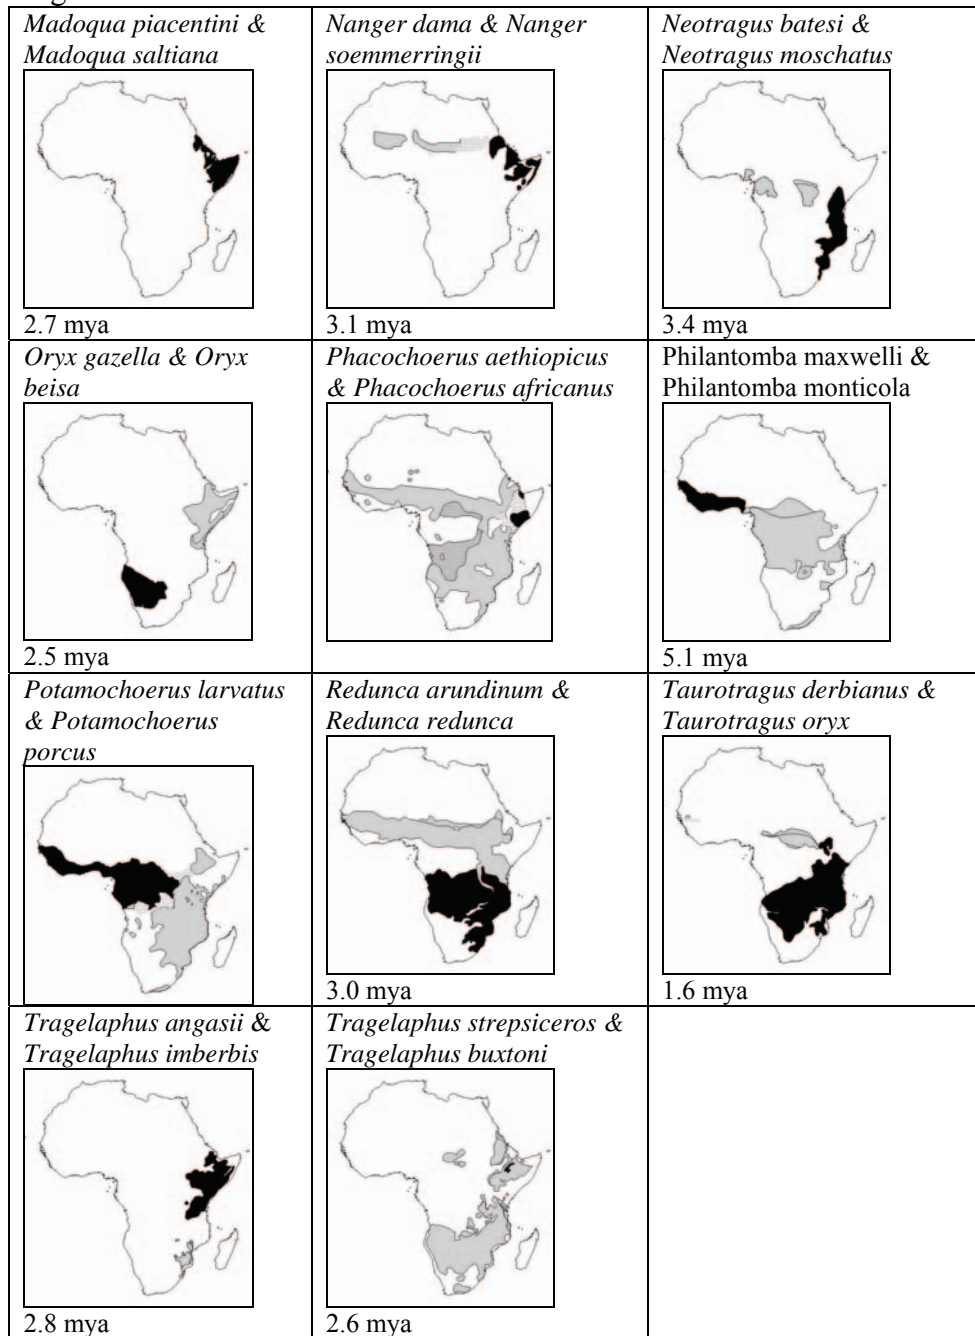 Madoqua piacentini &
Madoqua saltiana
2.7 mya
Nanger dama & Nanger
soemmerringii
3.1 mya
Neotragus batesi &
Neotragus moschatus
3.4 mya
Oryx gazella & Oryx
beisa
2.5 mya
Phacochoerus aethiopicus
& Phacochoerus africanus
Philantomba maxwelli &
Philantomba monticola
5.1 mya
Potamochoerus larvatus
& Potamochoerus
porcus
Redunca arundinum &
Redunca redunca
3.0 mya
Taurotragus derbianus &
Taurotragus oryx
1.6 mya
Tragelaphus angasii &
Tragelaphus imberbis
2.8 mya
Tragelaphus strepsiceros &
Tragelaphus buxtoni
2.6 mya